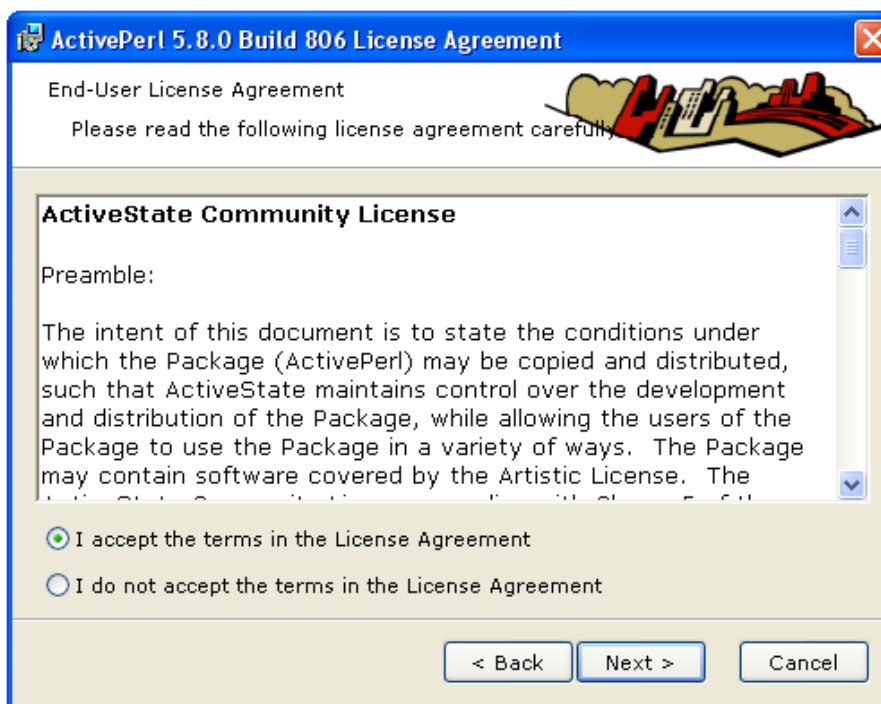 ActivePerl 5.8.0 Build 806 License Agreement
End-User License Agreement
Please read the following license agreement carefully
ActiveState Community License
Preamble:
The intent of this document is to state the conditions under
which the Package (ActivePerl) may be copied and distributed,
such that ActiveState maintains control over the development
and distribution of the Package, while allowing the users of the
Package to use the Package in a variety of ways.  The Package
may contain software covered by the Artistic License.  The
I accept the terms in the License Agreement
I do not accept the terms in the License Agreement
< Back
Next >
Cancel